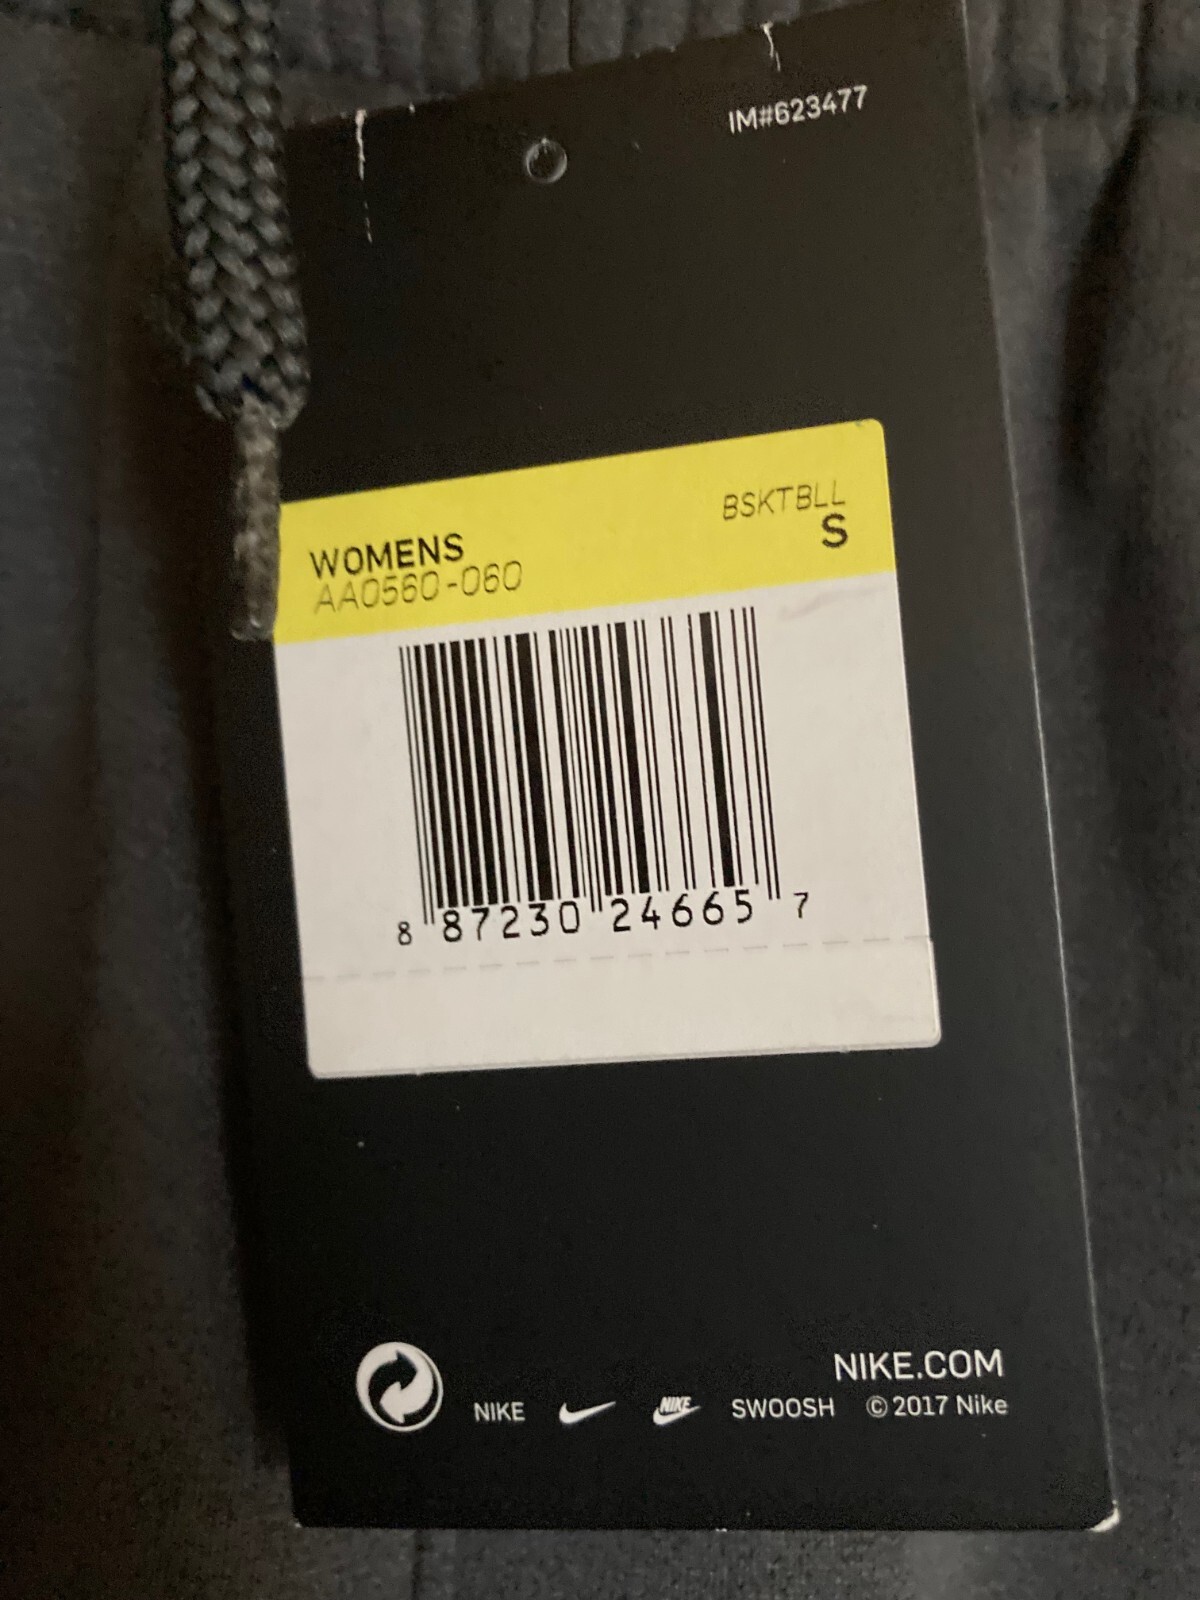 IM#623477
BSKTBLL
S
WOMENS
AA0560-060
8 87230 24665 7
NIKE.COM
NIKE NIKE SWOOSH © 2017 Nike